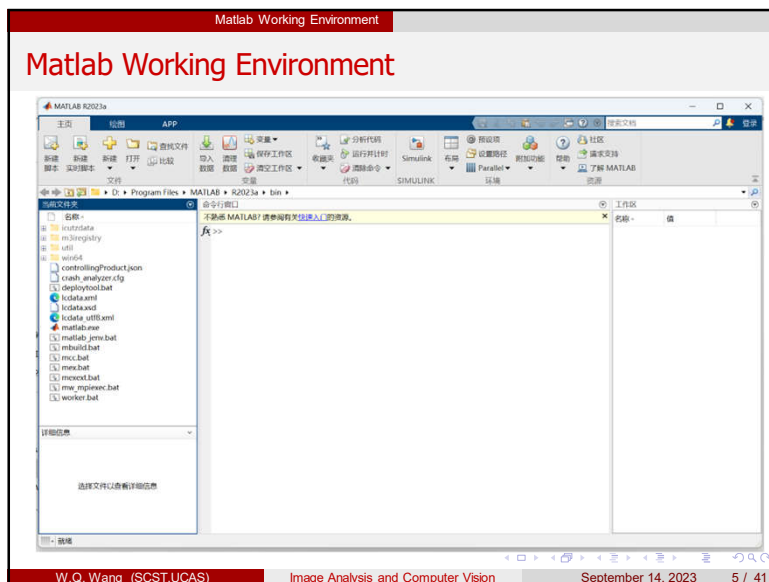 Matlab Working Environment
Matlab Working Environment
MATLAB R2023a
主页 绘图 APP 搜索文档 登录
新建脚本 新建实时脚本 新建 打开 查找文件 比较 文件
导入数据 清理数据 变量 保存工作区 清空工作区 变量
收藏夹 分析代码 运行并计时 清除命令 代码
Simulink SIMULINK
布局 预设项 设置路径 Parallel 附加功能 环境
帮助 社区 请求支持 了解 MATLAB 资源
D: Program Files MATLAB R2023a bin
当前文件夹
名称
icutzdata
m3iregistry
util
win64
controllingProduct.json
crash_analyzer.cfg
deploytool.bat
lcdata.xml
lcdata.xsd
lcdata_utf8.xml
matlab.exe
matlab_jenv.bat
mbuild.bat
mcc.bat
mex.bat
mexext.bat
mw_mpiexec.bat
worker.bat
详细信息
选择文件以查看详细信息
命令行窗口
不熟悉 MATLAB? 请参阅有关快速入门的资源。
fx >>
工作区
名称 值
就绪
W.Q. Wang (SCST,UCAS) Image Analysis and Computer Vision September 14, 2023 5 / 41